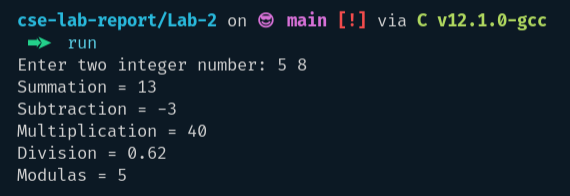 cse-lab-report/Lab-2 on 😎 main [!] via C v12.1.0-gcc
➡ run
Enter two integer number: 5 8
Summation = 13
Subtraction = -3
Multiplication = 40
Division = 0.62
Modulas = 5